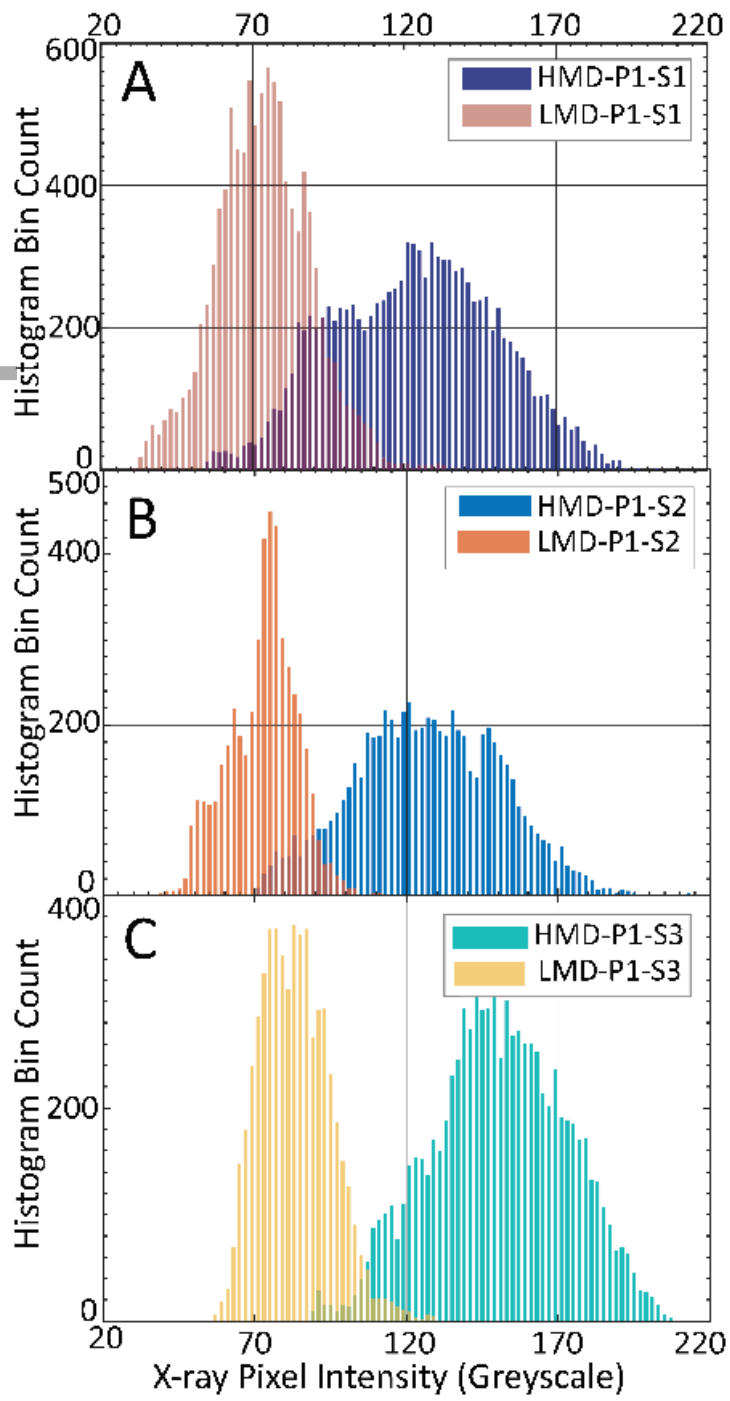 20 70 120 170 220
600
A
HMD-P1-S1
LMD-P1-S1
400
200
0
Histogram Bin Count
500
B
HMD-P1-S2
LMD-P1-S2
400
200
0
Histogram Bin Count
400
C
HMD-P1-S3
LMD-P1-S3
200
0
Histogram Bin Count
20 70 120 170 220
X-ray Pixel Intensity (Greyscale)